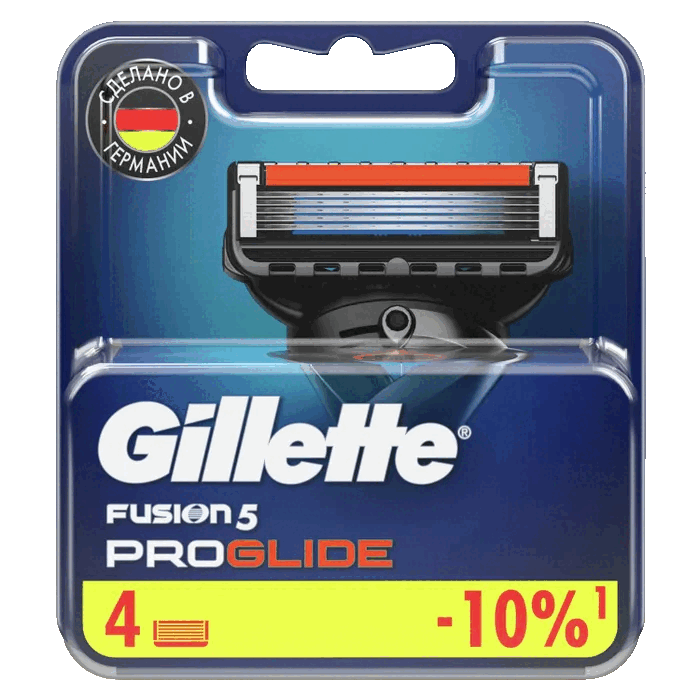 СДЕЛАНО В
ГЕРМАНИИ
Gillette®
FUSION5
PROGLIDE
4 -10%¹